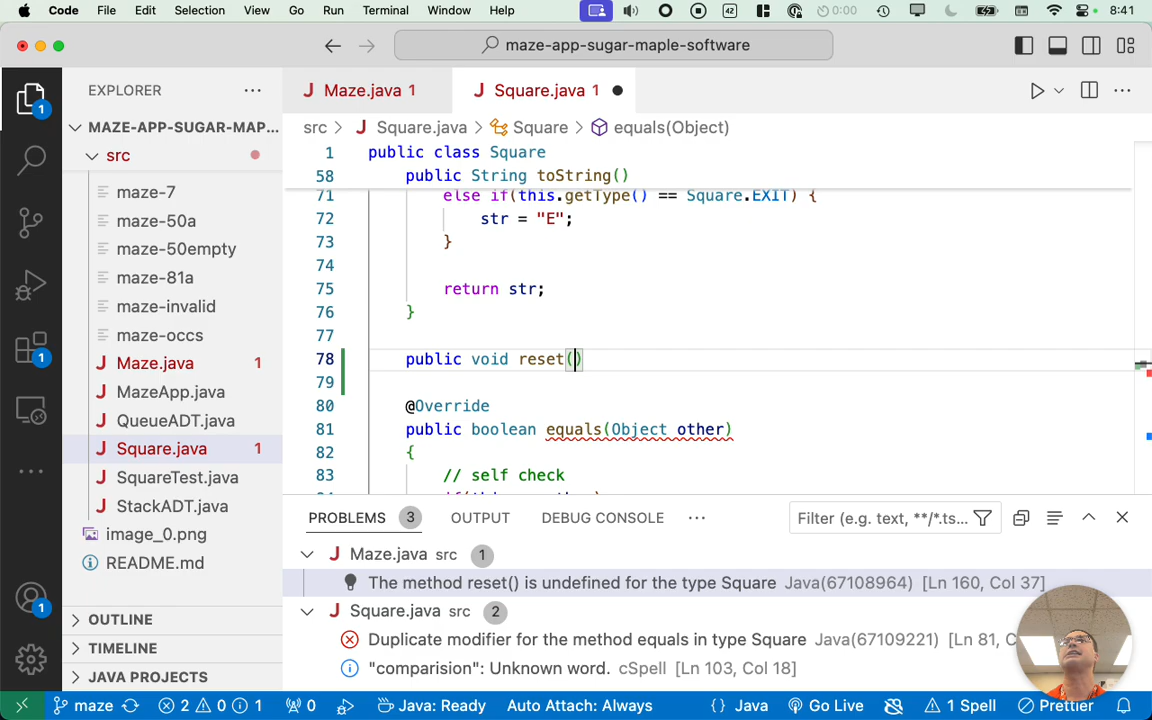 Code File Edit Selection View Go Run Terminal Window Help 42 0:00 8:41
maze-app-sugar-maple-software
EXPLORER
J Maze.java 1
J Square.java 1
MAZE-APP-SUGAR-MAP...
src > J Square.java > Square > equals(Object)
src
1 public class Square
58 public String toString()
71 else if(this.getType() == Square.EXIT) {
72 str = "E";
73 }
74
75 return str;
76 }
77
78 public void reset()
79
80 @Override
81 public boolean equals(Object other)
82 {
83 // self check
maze-7
maze-50a
maze-50empty
maze-81a
maze-invalid
maze-occs
J Maze.java 1
J MazeApp.java
J QueueADT.java
J Square.java 1
J SquareTest.java
J StackADT.java
image_0.png
README.md
OUTLINE
TIMELINE
JAVA PROJECTS
1
1
1
PROBLEMS 3 OUTPUT DEBUG CONSOLE ... Filter (e.g. text, **/*.ts...
J Maze.java src 1
The method reset() is undefined for the type Square Java(67108964) [Ln 160, Col 37]
J Square.java src 2
Duplicate modifier for the method equals in type Square Java(67109221) [Ln 81, C
"comparision": Unknown word. cSpell [Ln 103, Col 18]
maze 2 0 1 0 Java: Ready Auto Attach: Always {} Java Go Live 1 Spell Prettier